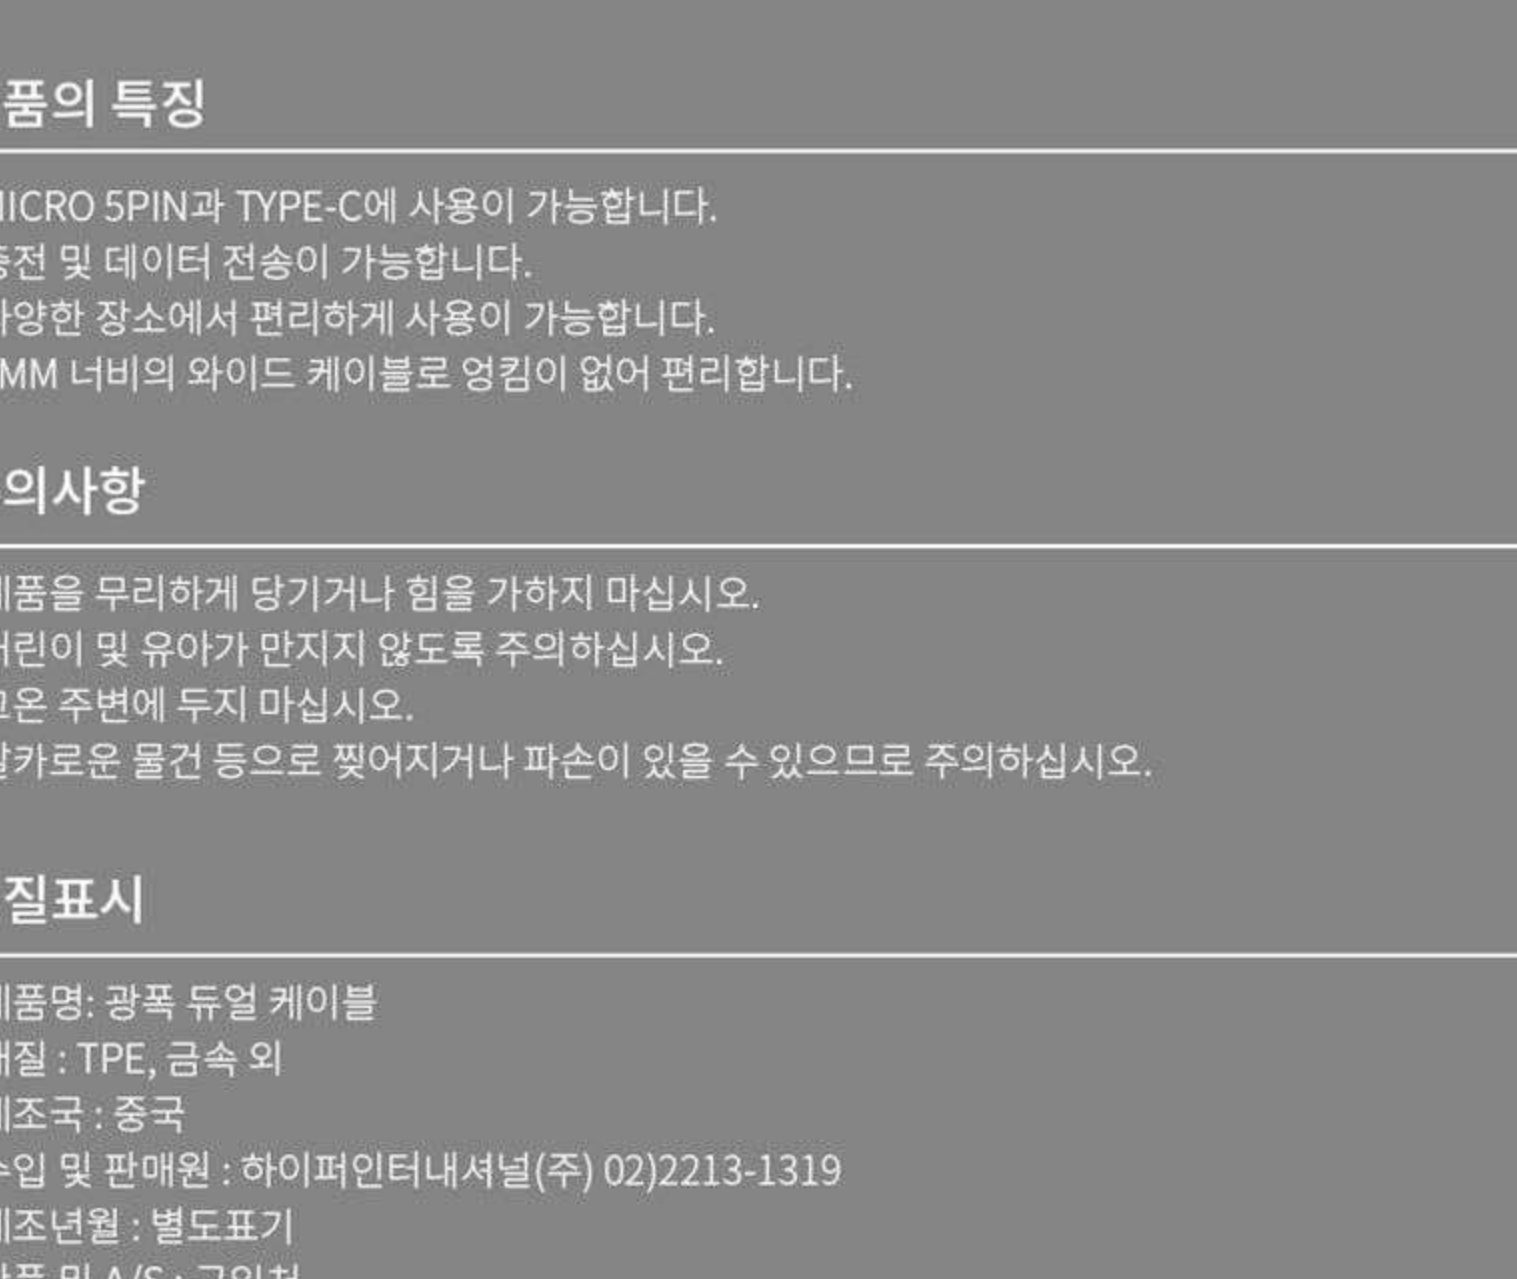 품의 특징
MICRO 5PIN과 TYPE-C에 사용이 가능합니다.
충전 및 데이터 전송이 가능합니다.
다양한 장소에서 편리하게 사용이 가능합니다.
MM 너비의 와이드 케이블로 엉킴이 없어 편리합니다.
의사항
제품을 무리하게 당기거나 힘을 가하지 마십시오.
어린이 및 유아가 만지지 않도록 주의하십시오.
고온 주변에 두지 마십시오.
날카로운 물건 등으로 찢어지거나 파손이 있을 수 있으므로 주의하십시오.
질표시
제품명: 광폭 듀얼 케이블
재질 : TPE, 금속 외
제조국 : 중국
수입 및 판매원 : 하이퍼인터내셔널(주) 02)2213-1319
제조년월 : 별도표기
및 A/S : 구입처